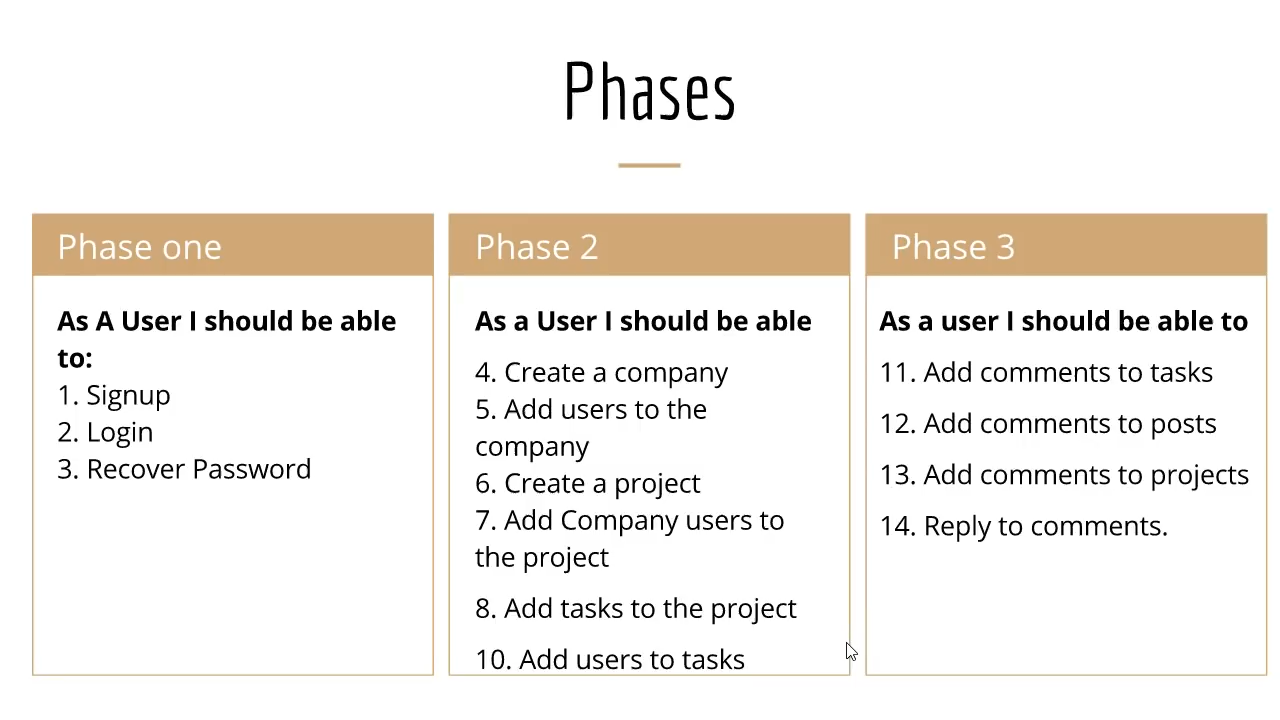 Phases
Phase one
As A User I should be able
to:
1. Signup
2. Login
3. Recover Password
Phase 2
As a User I should be able
4. Create a company
5. Add users to the
company
6. Create a project
7. Add Company users to
the project
8. Add tasks to the project
10. Add users to tasks
Phase 3
As a user I should be able to
11. Add comments to tasks
12. Add comments to posts
13. Add comments to projects
14. Reply to comments.